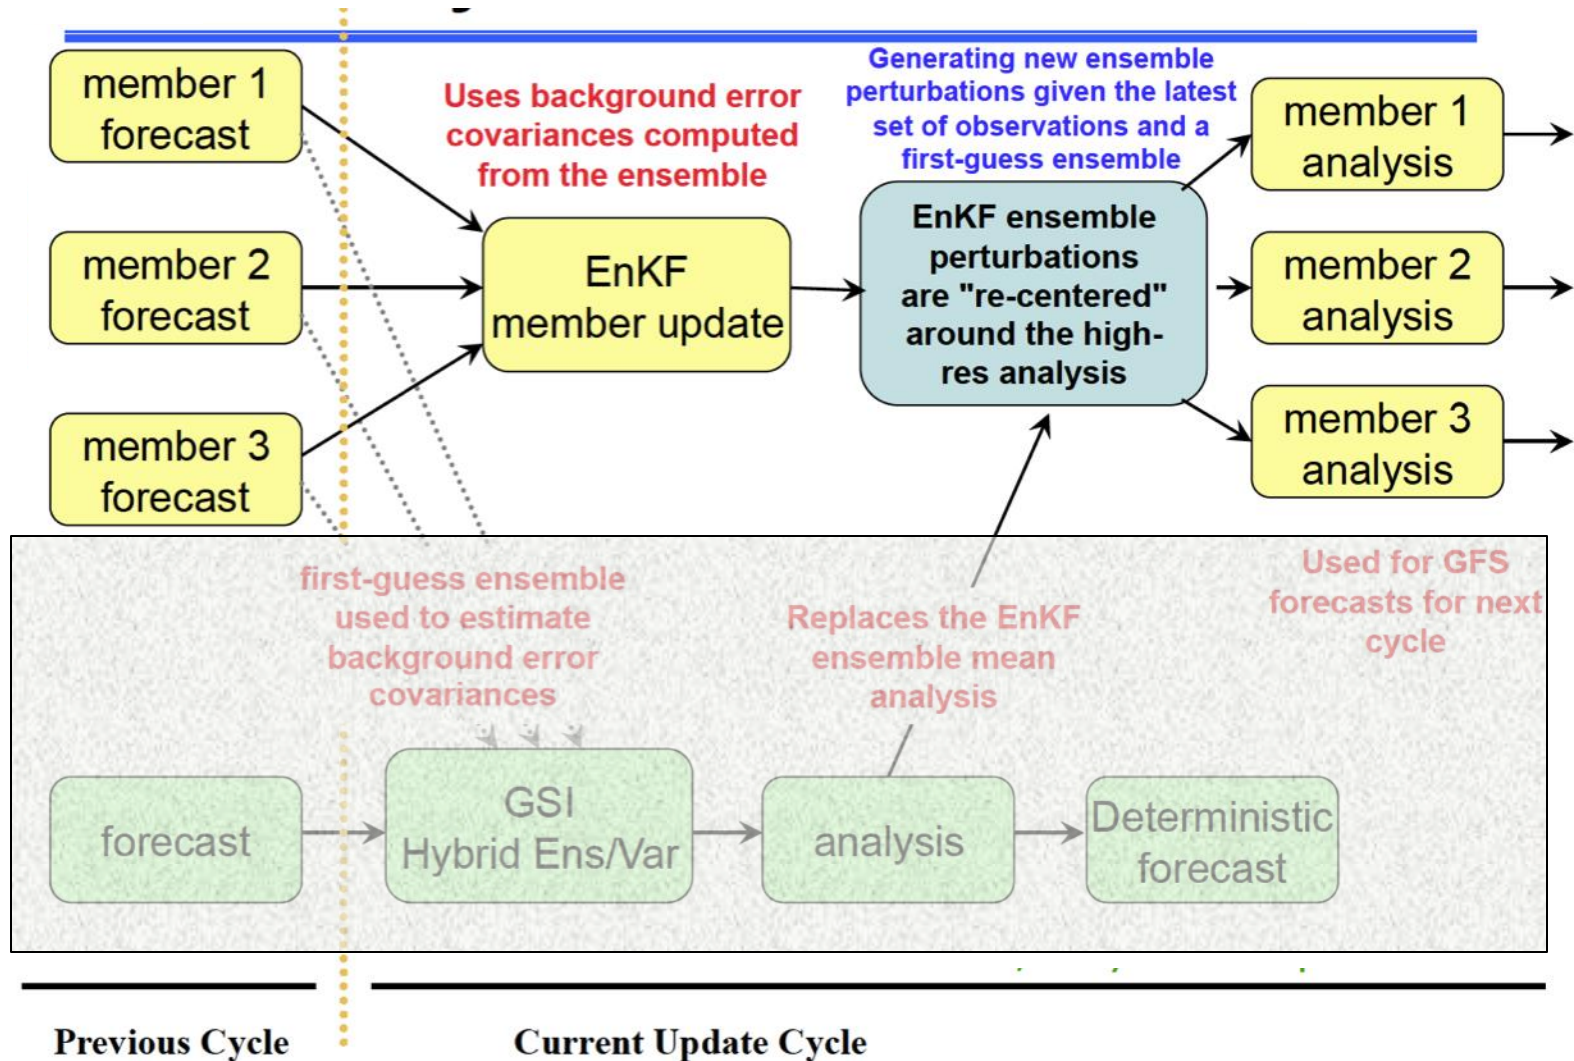 member 1
forecast
Uses background error
covariances computed
from the ensemble
Generating new ensemble
perturbations given the latest
set of observations and a
first-guess ensemble
member 1
analysis
member 2
forecast
EnKF
member update
EnKF ensemble
perturbations
are "re-centered"
around the high-
res analysis
member 2
analysis
member 3
forecast
member 3
analysis
first-guess ensemble
used to estimate
background error
covariances
Replaces the EnKF
ensemble mean
analysis
Used for GFS
forecasts for next
cycle
forecast
GSI
Hybrid Ens/Var
analysis
Deterministic
forecast
Previous Cycle
Current Update Cycle